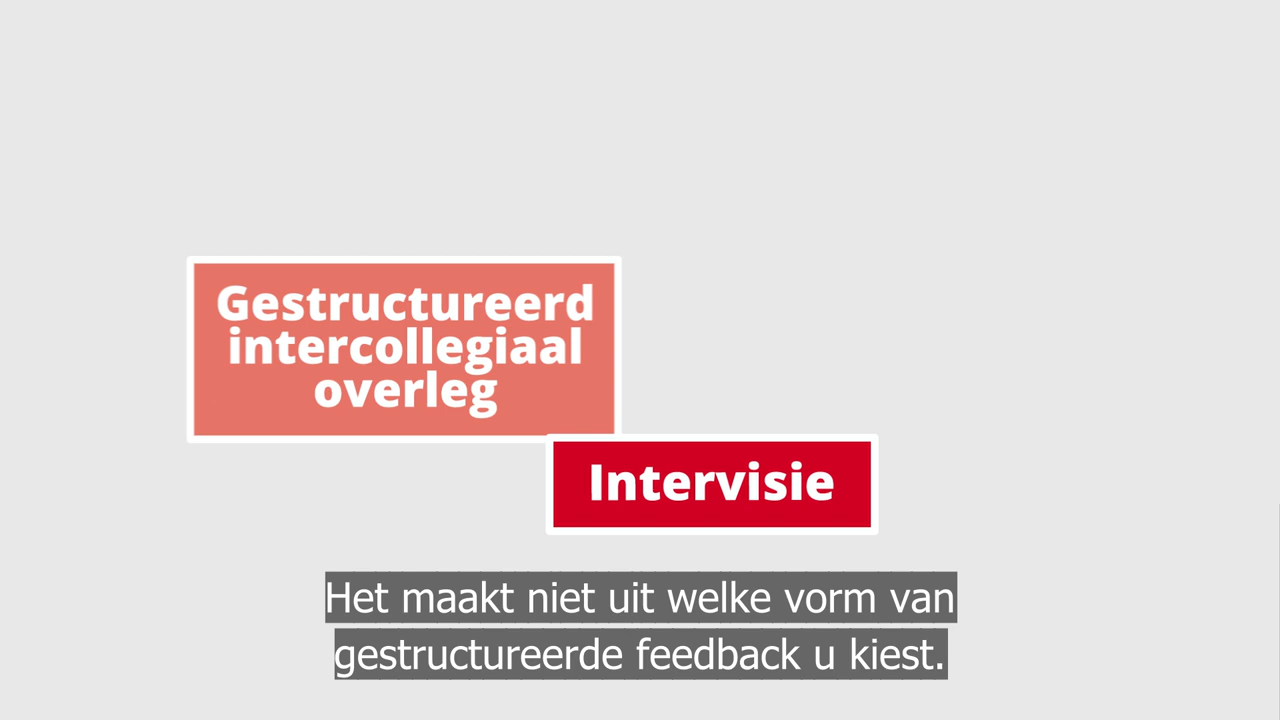 Gestructureerd
intercollegiaal
overleg
Intervisie
Het maakt niet uit welke vorm van
gestructureerde feedback u kiest.